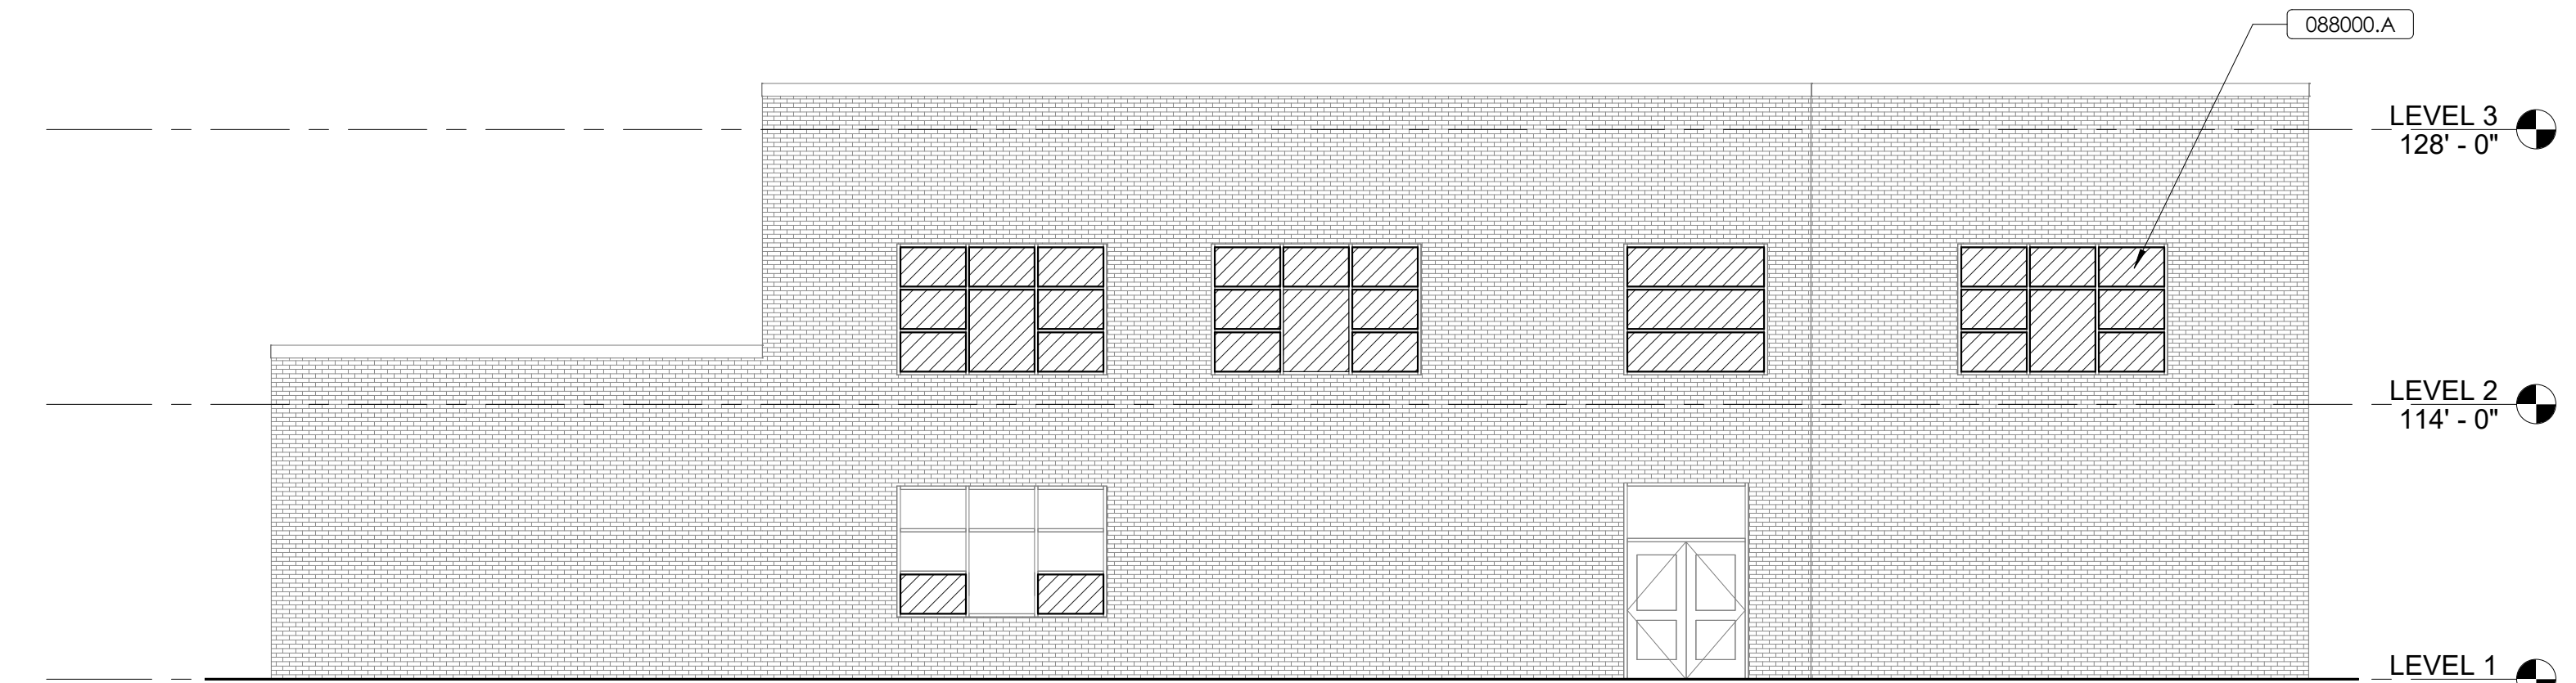 088000.A
LEVEL 3
128' - 0"
LEVEL 2
114' - 0"
LEVEL 1